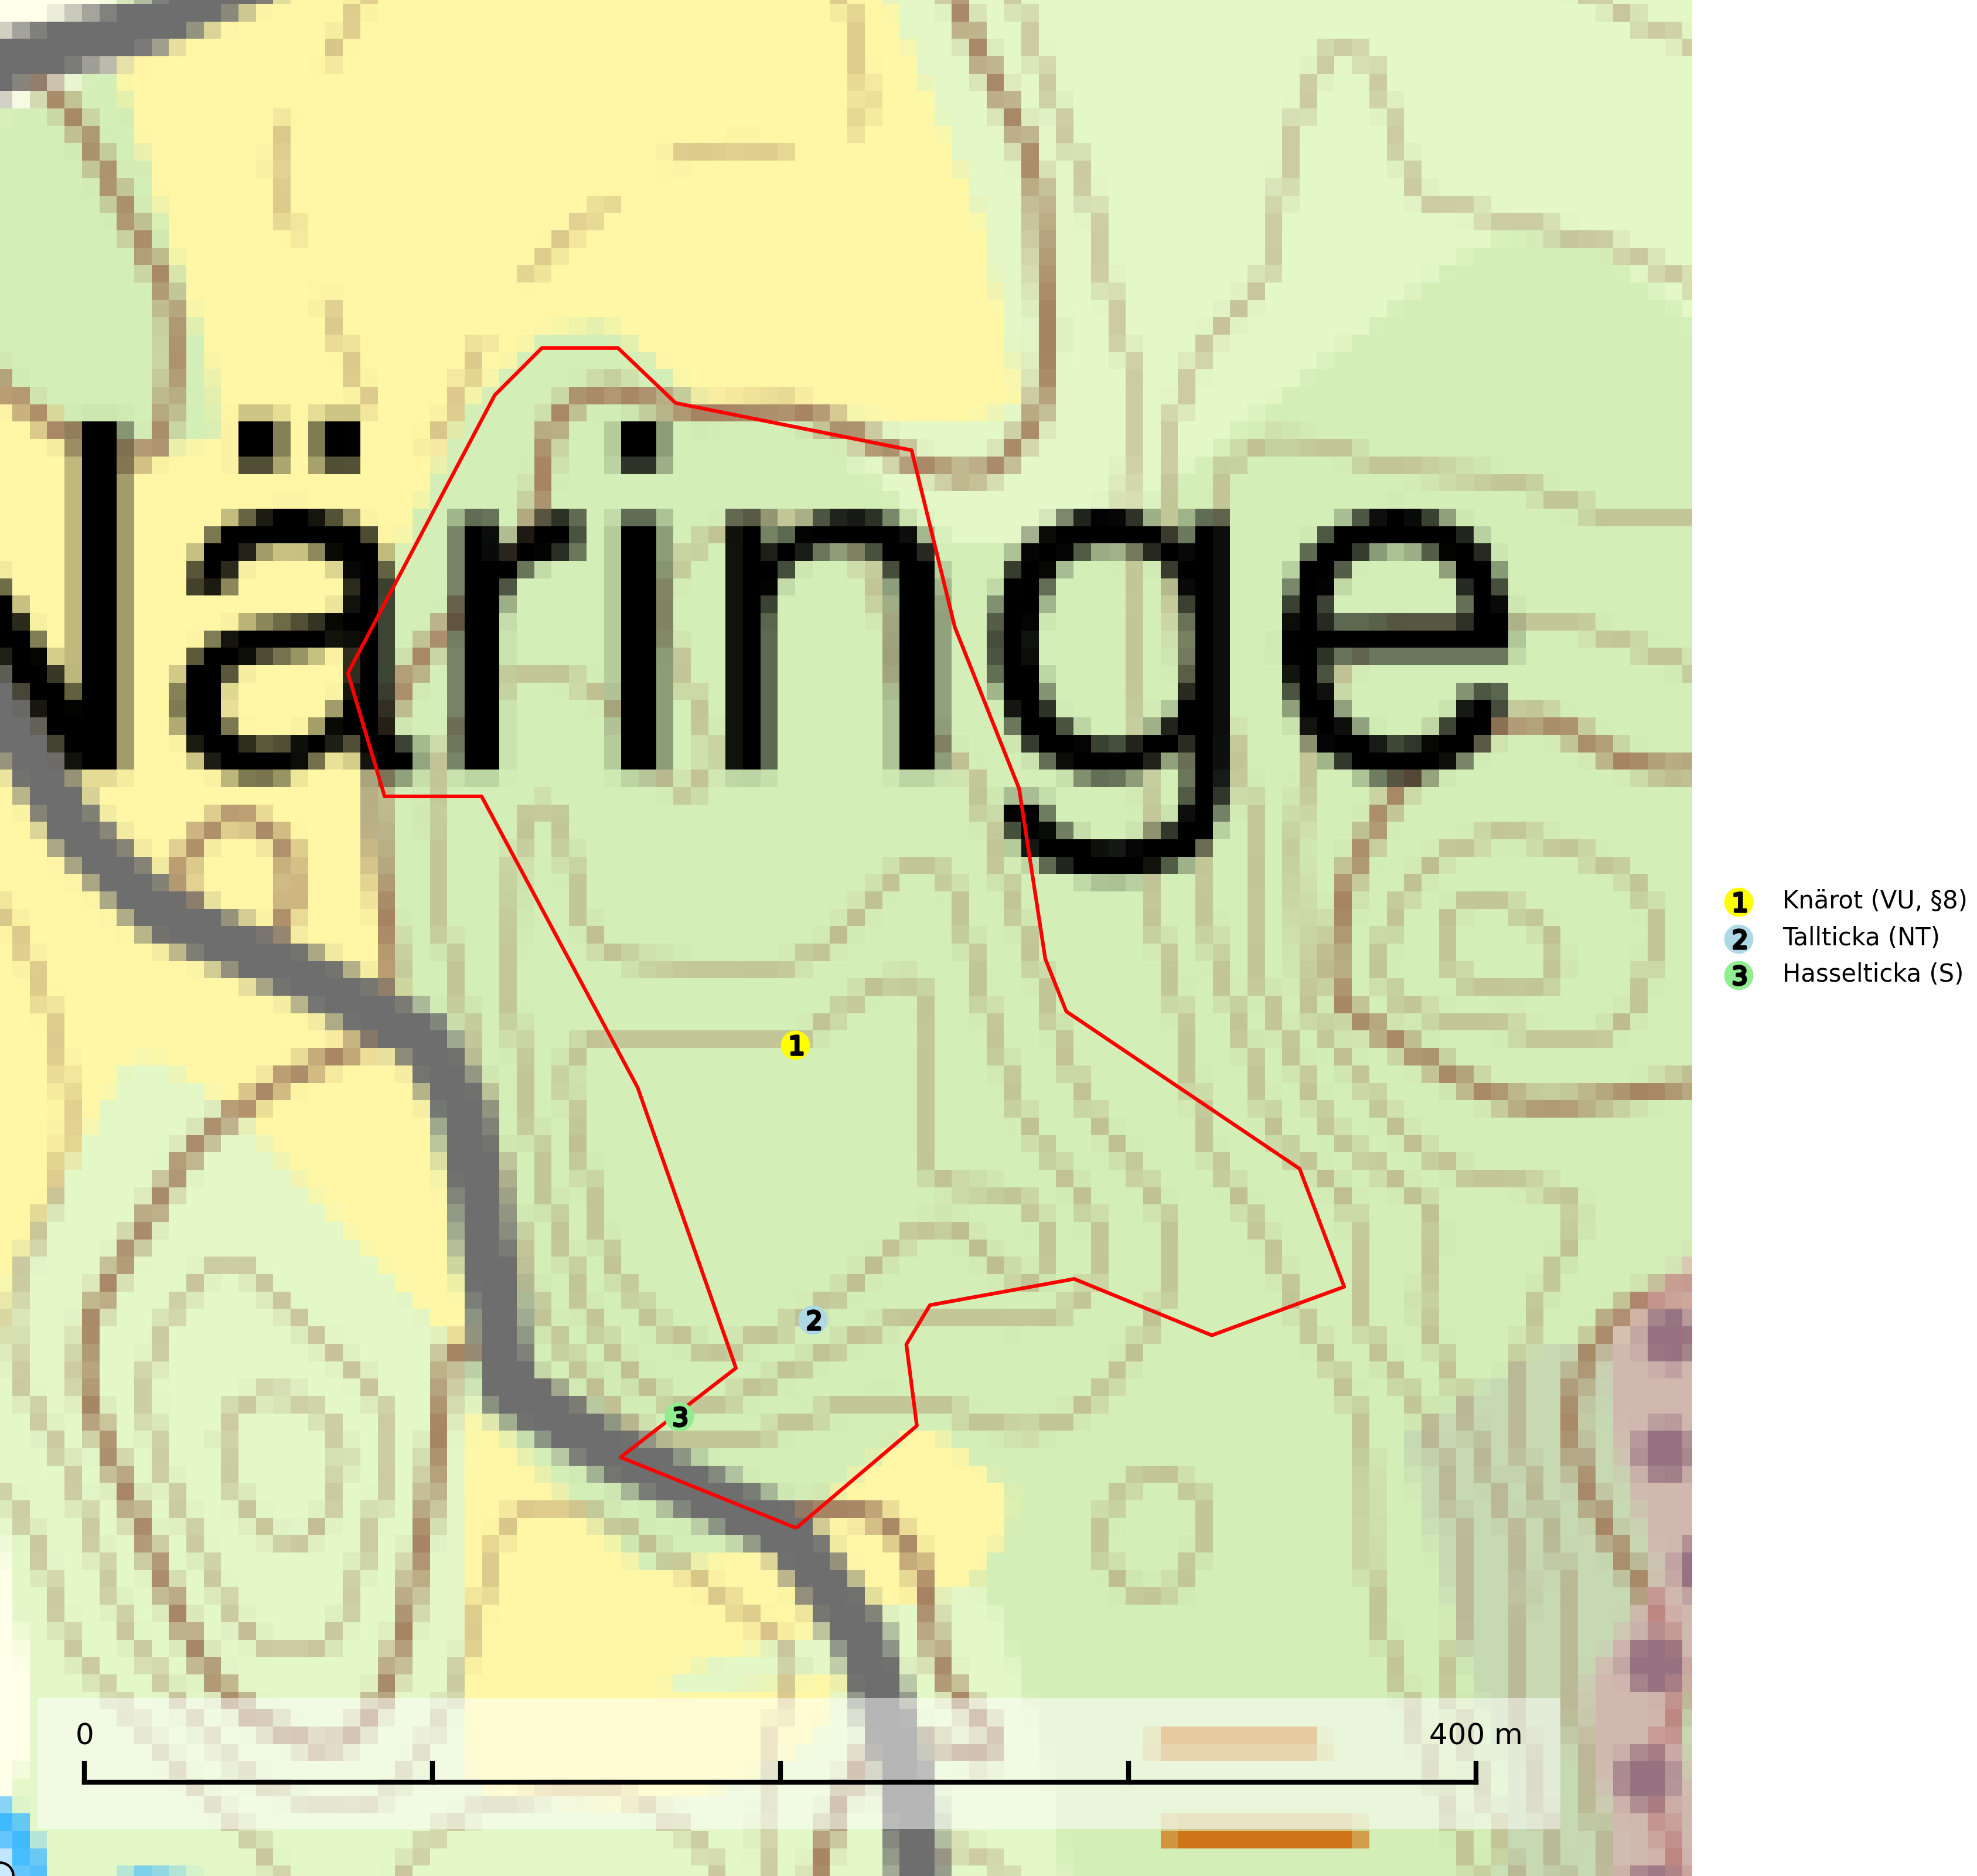 Näringe
1 Knärot (VU, §8)
2 Tallticka (NT)
3 Hasselticka (S)
1
2
3
0 400 m